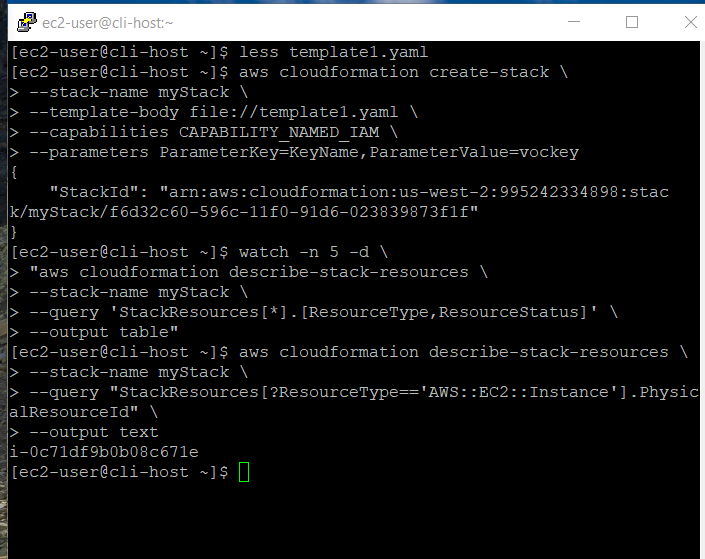 ec2-user@cli-host:~
[ec2-user@cli-host ~]$ less template1.yaml
[ec2-user@cli-host ~]$ aws cloudformation create-stack \
> --stack-name myStack \
> --template-body file://template1.yaml \
> --capabilities CAPABILITY_NAMED_IAM \
> --parameters ParameterKey=KeyName,ParameterValue=vockey
{
    "StackId": "arn:aws:cloudformation:us-west-2:995242334898:stac
k/myStack/f6d32c60-596c-11f0-91d6-023839873f1f"
}
[ec2-user@cli-host ~]$ watch -n 5 -d \
> "aws cloudformation describe-stack-resources \
> --stack-name myStack \
> --query 'StackResources[*].[ResourceType,ResourceStatus]' \
> --output table"
[ec2-user@cli-host ~]$ aws cloudformation describe-stack-resources \
> --stack-name myStack \
> --query "StackResources[?ResourceType=='AWS::EC2::Instance'].Physic
alResourceId" \
> --output text
i-0c71df9b0b08c671e
[ec2-user@cli-host ~]$